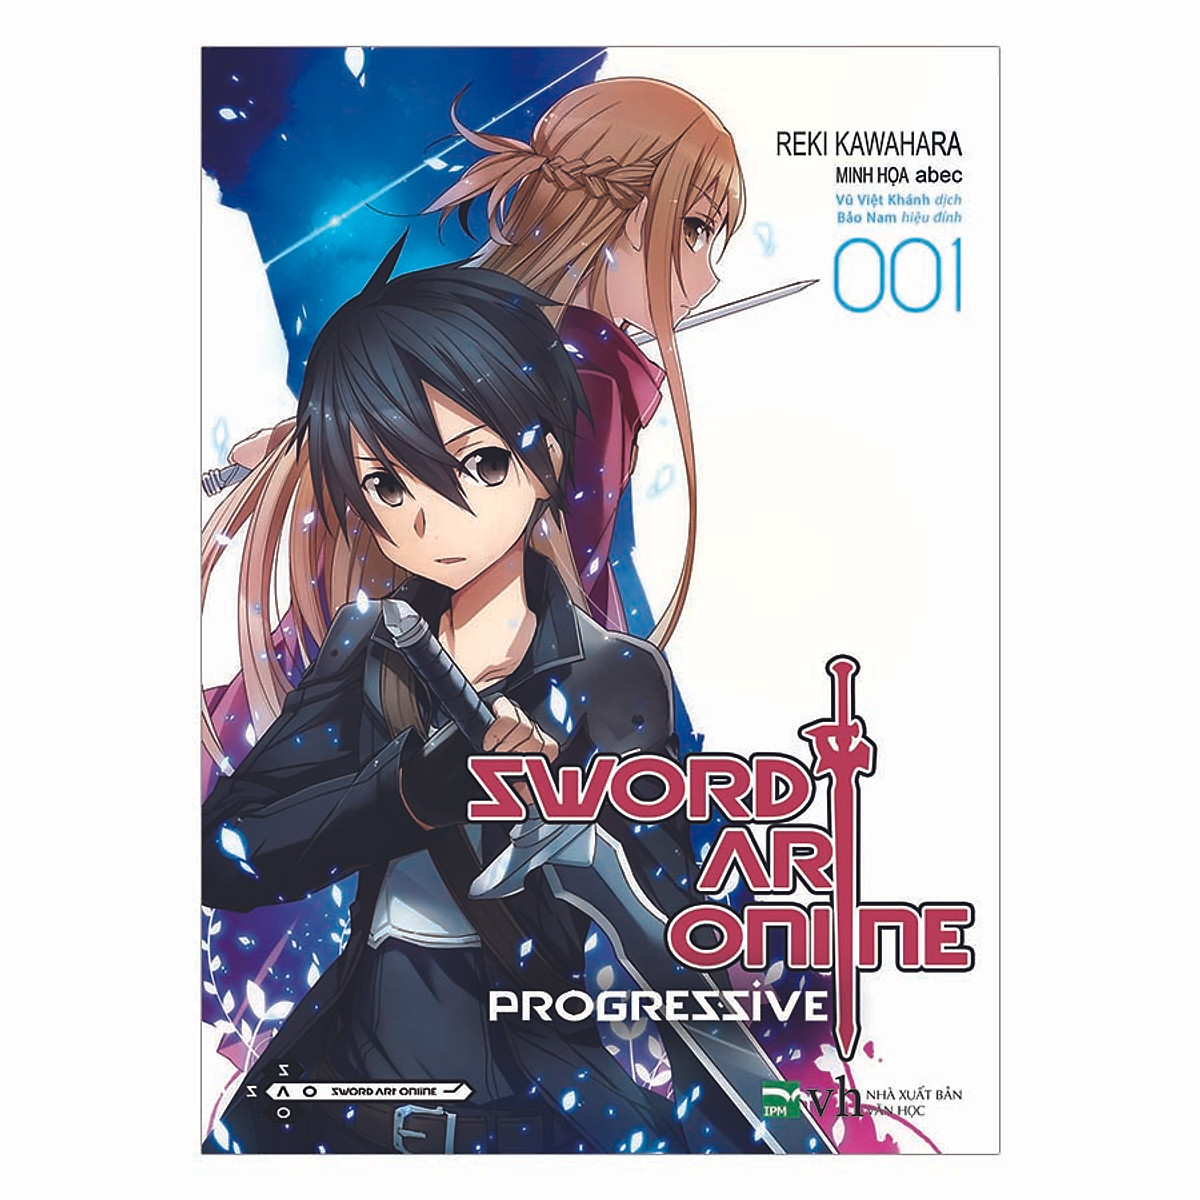 REKI KAWAHARA
MINH HỌA abec
Vũ Việt Khánh dịch
Bảo Nam hiệu đính
001
SWORD
ART
ONLINE
PROGRESSIVE
S
S A O SWORD ART ONLINE
O
IPM
vh NHÀ XUẤT BẢN
VĂN HỌC